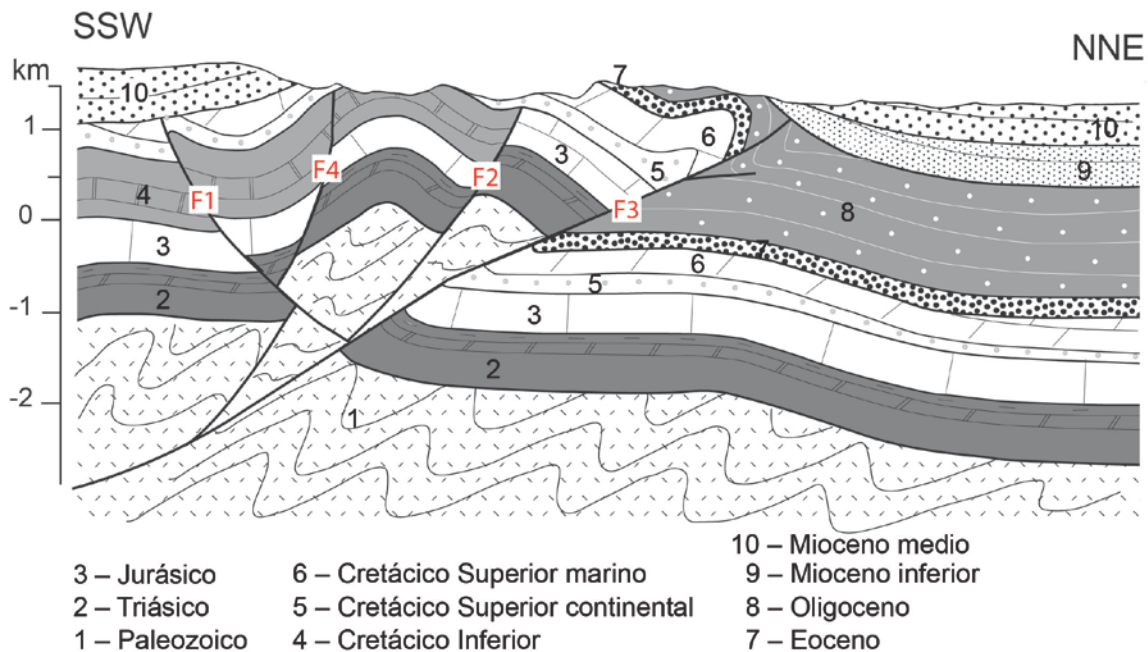 SSW
NNE
km
1
0
-1
-2
10
4
3
2
F1
F4
F2
F3
3
7
6
5
8
10
9
6
5
3
2
1
3 – Jurásico
2 – Triásico
1 – Paleozoico
6 – Cretácico Superior marino
5 – Cretácico Superior continental
4 – Cretácico Inferior
10 – Mioceno medio
9 – Mioceno inferior
8 – Oligoceno
7 – Eoceno